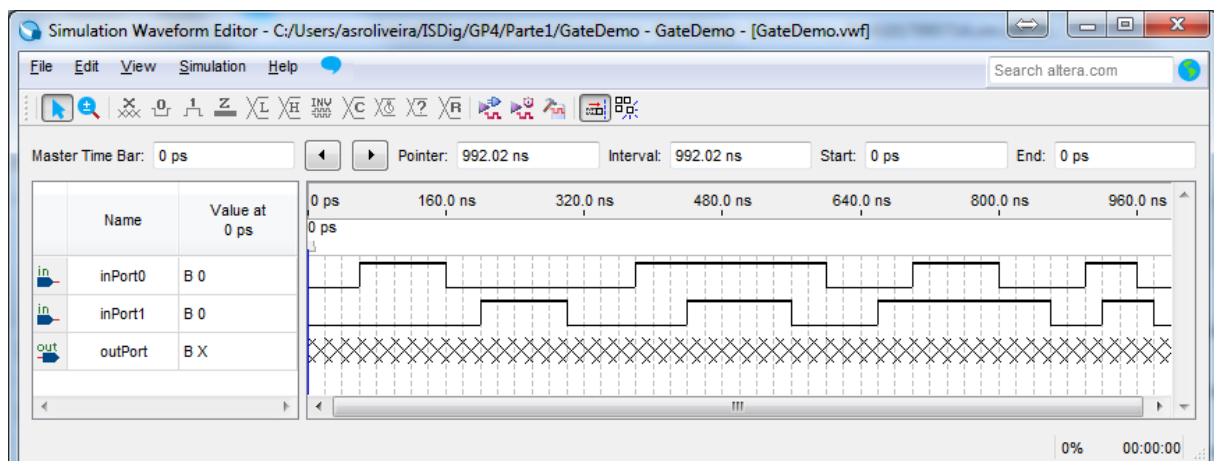 Simulation Waveform Editor - C:/Users/asroliveira/ISDig/GP4/Parte1/GateDemo - GateDemo - [GateDemo.vwf]
File Edit View Simulation Help Search altera.com
Master Time Bar: 0 ps Pointer: 992.02 ns Interval: 992.02 ns Start: 0 ps End: 0 ps
Name Value at 0 ps
0 ps 160.0 ns 320.0 ns 480.0 ns 640.0 ns 800.0 ns 960.0 ns
0 ps
in inPort0 B 0
in inPort1 B 0
out outPort B X
0% 00:00:00